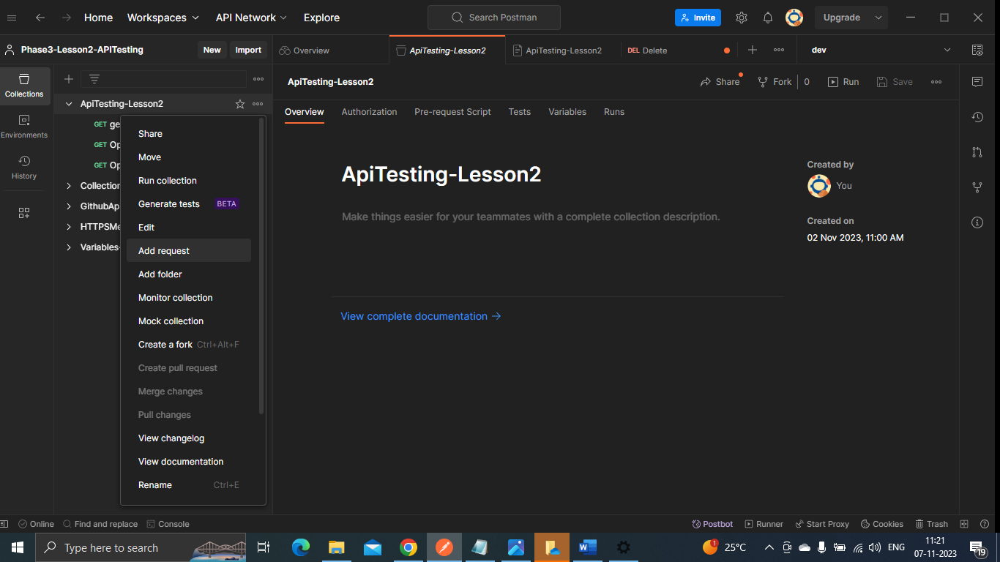 Home Workspaces API Network Explore Search Postman Invite Upgrade
Phase3-Lesson2-APITesting New Import Overview ApiTesting-Lesson2 ApiTesting-Lesson2 DEL Delete dev
Collections
Environments
History
ApiTesting-Lesson2
GET ge
GET Op
GET Op
Collection
GithubAp
HTTPSMe
Variables-
Share
Move
Run collection
Generate tests BETA
Edit
Add request
Add folder
Monitor collection
Mock collection
Create a fork Ctrl+Alt+F
Create pull request
Merge changes
Pull changes
View changelog
View documentation
Rename Ctrl+E
ApiTesting-Lesson2 Share Fork 0 Run Save
Overview Authorization Pre-request Script Tests Variables Runs
ApiTesting-Lesson2
Make things easier for your teammates with a complete collection description.
View complete documentation →
Created by
You
Created on
02 Nov 2023, 11:00 AM
Online Find and replace Console Postbot Runner Start Proxy Cookies Trash
Type here to search 1 25°C ENG 11:21
07-11-2023 19